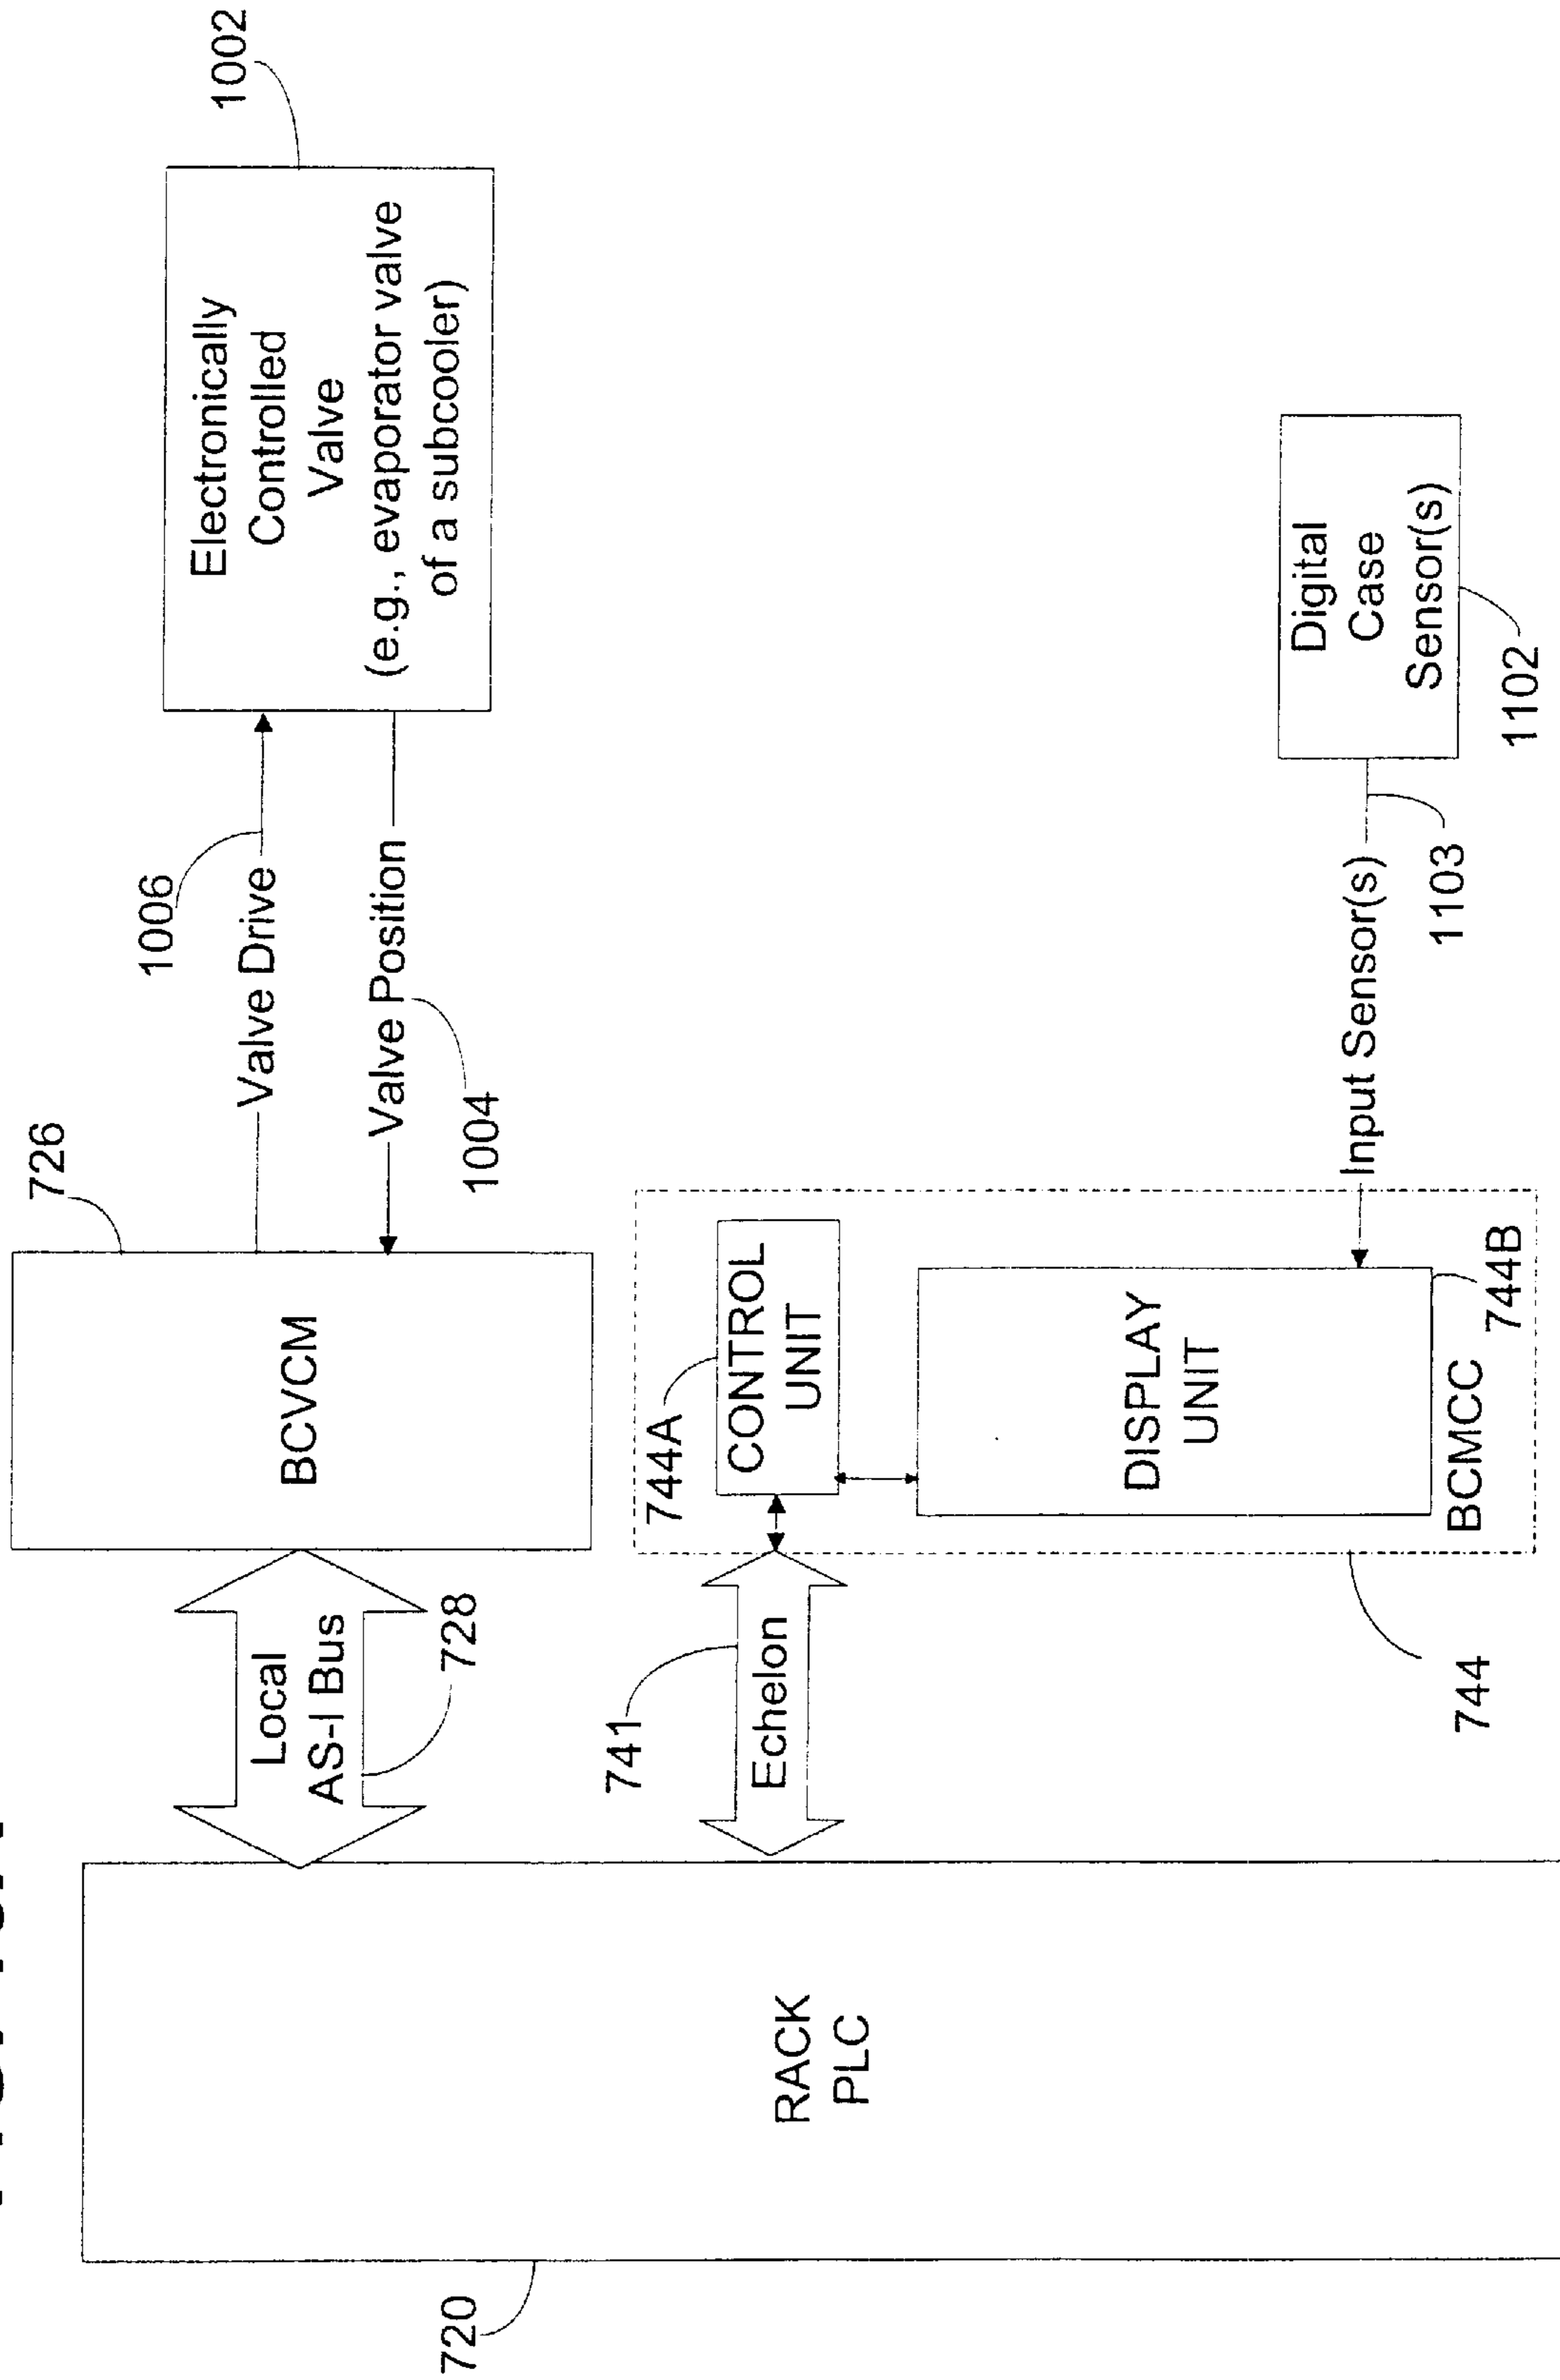 726
1002
BCVCM
Local
AS-I Bus
728
1006
Valve Drive
Valve Position
1004
Electronically
Controlled
Valve
(e.g., evaporator valve
of a subcooler)
720
RACK
PLC
741
Echelon
744A
CONTROL
UNIT
DISPLAY
UNIT
744B
BCMCC
744
Input Sensor(s)
1103
Digital
Case
Sensor(s)
1102